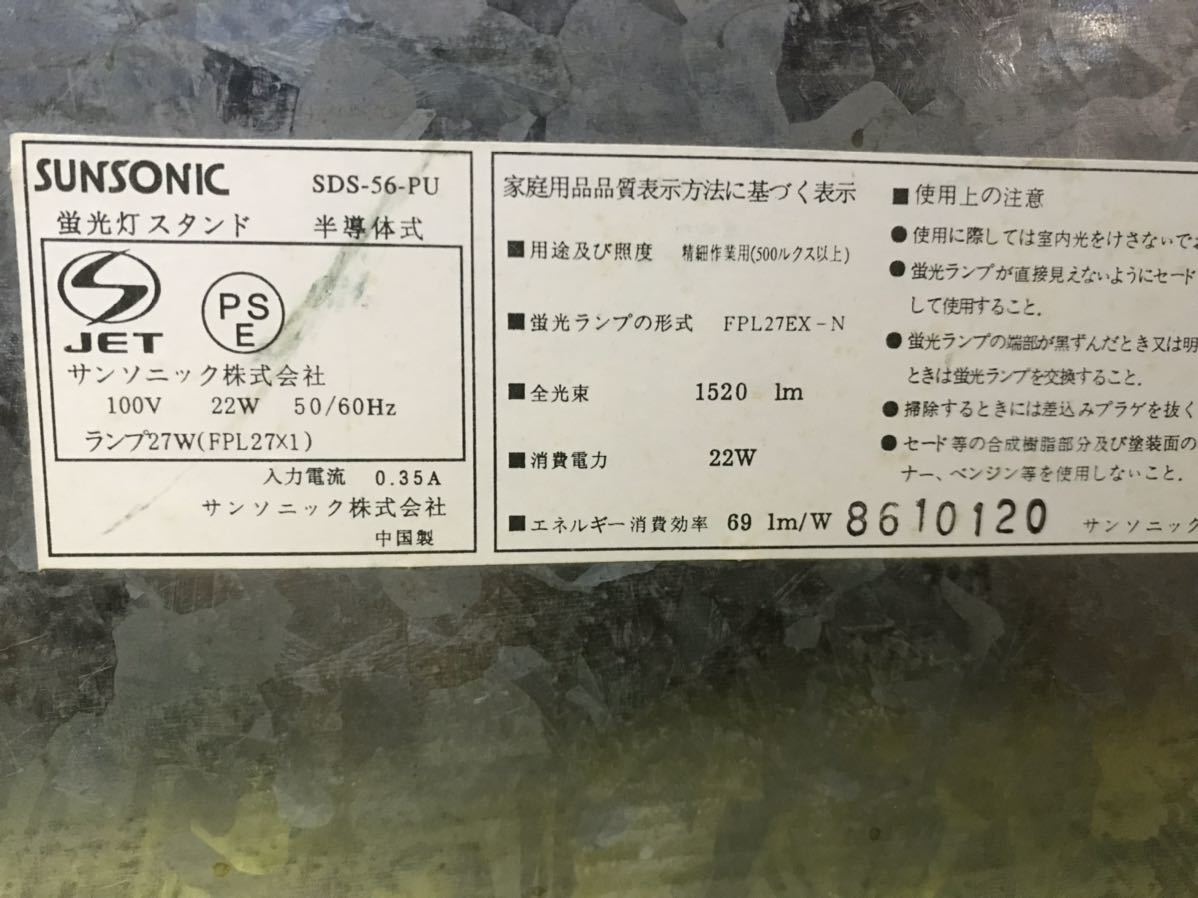 SUNSONIC SDS-56-PU
蛍光灯スタンド 半導体式
JET
PS
E
サンソニック株式会社
100V 22W 50/60Hz
ランプ27W(FPL27X1)
入力電流 0.35A
サンソニック株式会社
中国製
家庭用品品質表示方法に基づく表示
■用途及び照度 精細作業用(500ルクス以上)
■蛍光ランプの形式 FPL27EX-N
■全光束 1520 lm
■消費電力 22W
■エネルギー消費効率 69 lm/W 8610120
■使用上の注意
●使用に際しては室内光をけさないでお
●蛍光ランプが直接見えないようにセード
して使用すること.
●蛍光ランプの端部が黒ずんだとき又は明
ときは蛍光ランプを交換すること.
●掃除するときには差込みプラゲを抜く
●セード等の合成樹脂部分及び塗装面の
ナー、ベンジン等を使用しないこと.
サンソニック